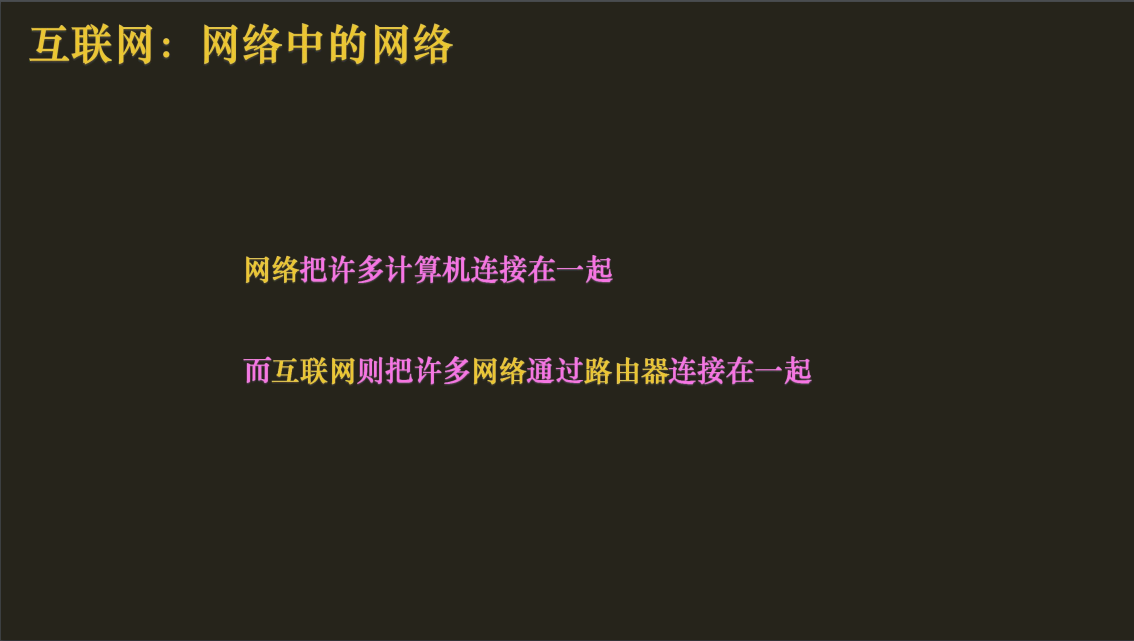 互联网：网络中的网络
网络把许多计算机连接在一起
而互联网则把许多网络通过路由器连接在一起